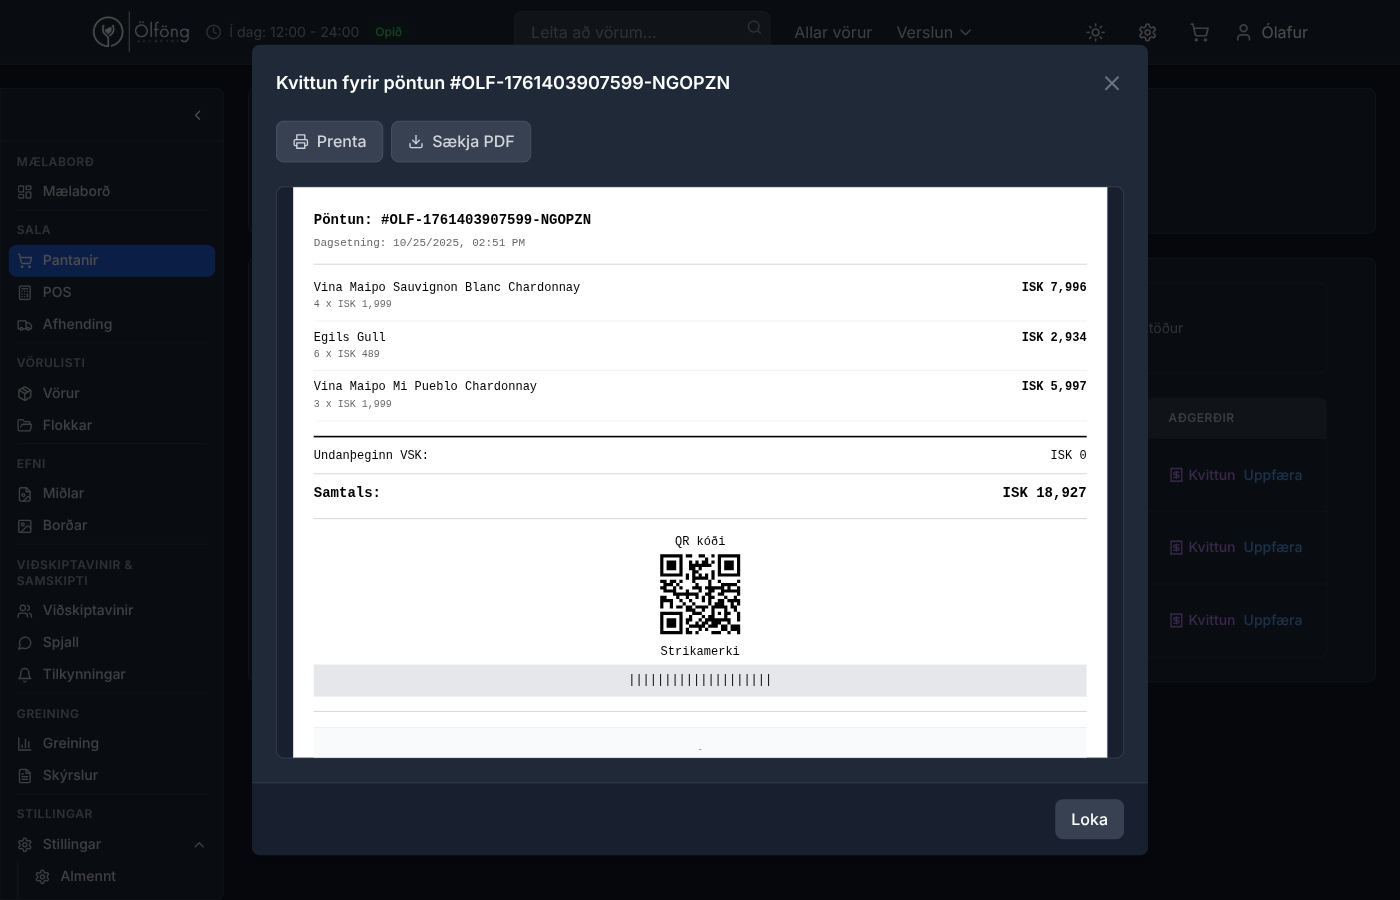 Ölföng
Í dag: 12:00 - 24:00
Opið
Leita að vörum...
Allar vörur
Verslun
Ólafur
MÆLABORÐ
Mælaborð
SALA
Pantanir
POS
Afhending
VÖRULISTI
Vörur
Flokkar
EFNI
Miðlar
Borðar
VIÐSKIPTAVINIR &
SAMSKIPTI
Viðskiptavinir
Spjall
Tilkynningar
GREINING
Greining
Skýrslur
STILLINGAR
Stillingar
Almennt
Kvittun fyrir pöntun #OLF-1761403907599-NGOPZN
Prenta
Sækja PDF
Pöntun: #OLF-1761403907599-NGOPZN
Dagsetning: 10/25/2025, 02:51 PM
Vina Maipo Sauvignon Blanc Chardonnay ISK 7,996
4 x ISK 1,999
Egils Gull ISK 2,934
6 x ISK 489
Vina Maipo Mi Pueblo Chardonnay ISK 5,997
3 x ISK 1,999
Undanþeginn VSK: ISK 0
Samtals: ISK 18,927
QR kóði
Strikamerki
||||||||||||||||||||
-
Loka
töður
AÐGERÐIR
Kvittun Uppfæra
Kvittun Uppfæra
Kvittun Uppfæra